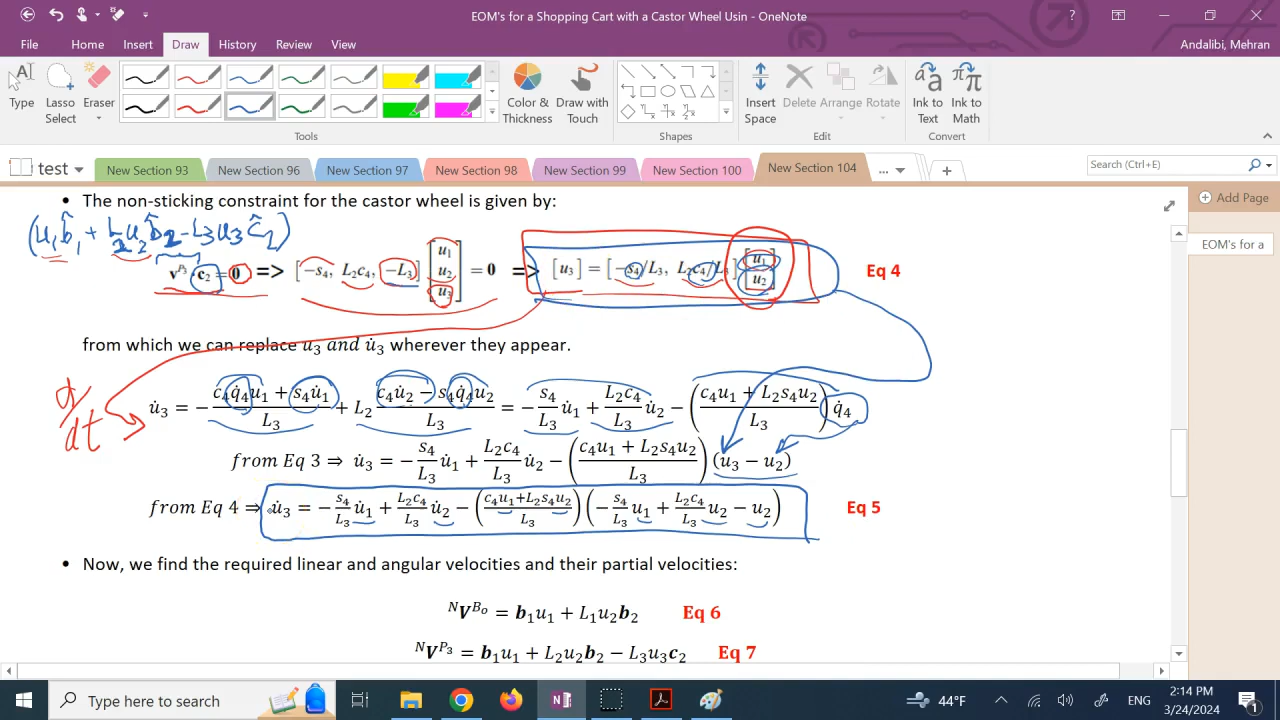 EOM's for a Shopping Cart with a Castor Wheel Usin - OneNote
Andalibi, Mehran
File Home Insert Draw History Review View
Type Lasso Select Eraser Color & Thickness Draw with Touch Insert Space Delete Arrange Rotate Ink to Text Ink to Math
Tools Shapes Edit Convert
test New Section 93 New Section 96 New Section 97 New Section 98 New Section 99 New Section 100 New Section 104 ... Search (Ctrl+E)
Add Page
EOM's for a
• The non-sticking constraint for the castor wheel is given by:
(u₁b̂₁ + L₂u₂b̂₂ - L₃u₃ĉ₂)
v^P₃ · c₂ = 0 => [−s₄, L₂c₄, −L₃] [u₁ u₂ u₃] = 0 => [u₃] = [−s₄/L₃, L₂c₄/L₃] [u₁ u₂] Eq 4
from which we can replace u₃ and u̇₃ wherever they appear.
d/dt
u̇₃ = − (c₄q̇₄u₁ + s₄u̇₁)/L₃ + L₂ (c₄u̇₂ − s₄q̇₄u₂)/L₃ = − s₄/L₃ u̇₁ + L₂c₄/L₃ u̇₂ − ((c₄u₁ + L₂s₄u₂)/L₃) q̇₄
from Eq 3 ⇒ u̇₃ = − s₄/L₃ u̇₁ + L₂c₄/L₃ u̇₂ − ((c₄u₁ + L₂s₄u₂)/L₃) (u₃ − u₂)
from Eq 4 ⇒ u̇₃ = − s₄/L₃ u̇₁ + L₂c₄/L₃ u̇₂ − ((c₄u₁+L₂s₄u₂)/L₃) (− s₄/L₃ u₁ + L₂c₄/L₃ u₂ − u₂) Eq 5
• Now, we find the required linear and angular velocities and their partial velocities:
ᴺV^Bₒ = b₁u₁ + L₁u₂b₂ Eq 6
ᴺV^P₃ = b₁u₁ + L₂u₂b₂ − L₃u₃c₂ Eq 7
Type here to search
44°F
ENG
2:14 PM
3/24/2024
1